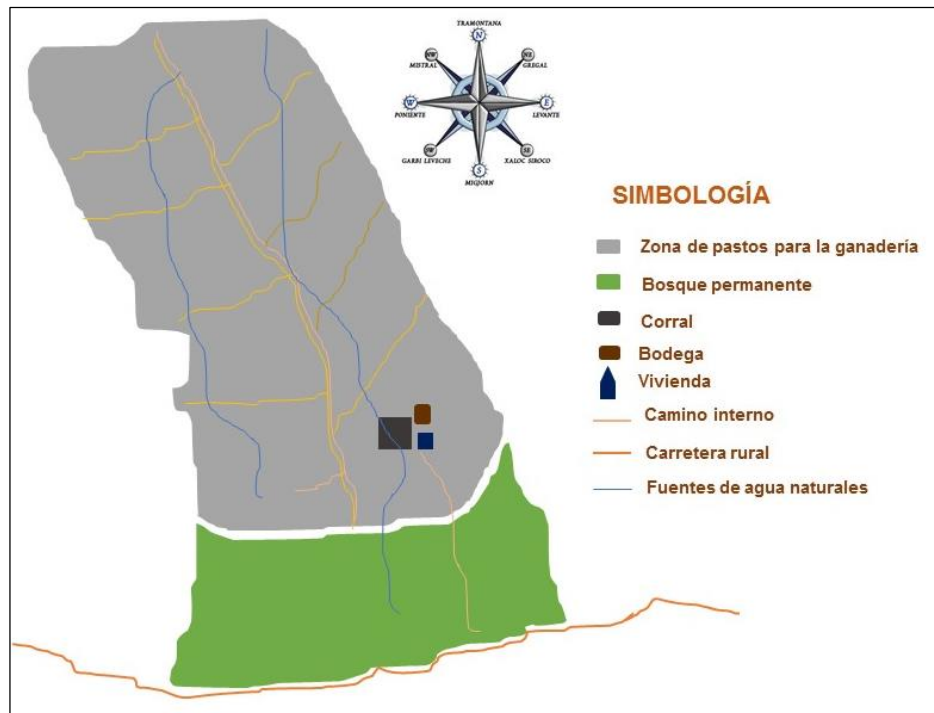 TRAMONTANA
N
NW
NE
MISTRAL
GREGAL
W
E
PONIENTE
LEVANTE
SW
SE
GARBI LEVECHE
XALOC SIROCO
S
MIGJORN
SIMBOLOGÍA
Zona de pastos para la ganadería
Bosque permanente
Corral
Bodega
Vivienda
Camino interno
Carretera rural
Fuentes de agua naturales